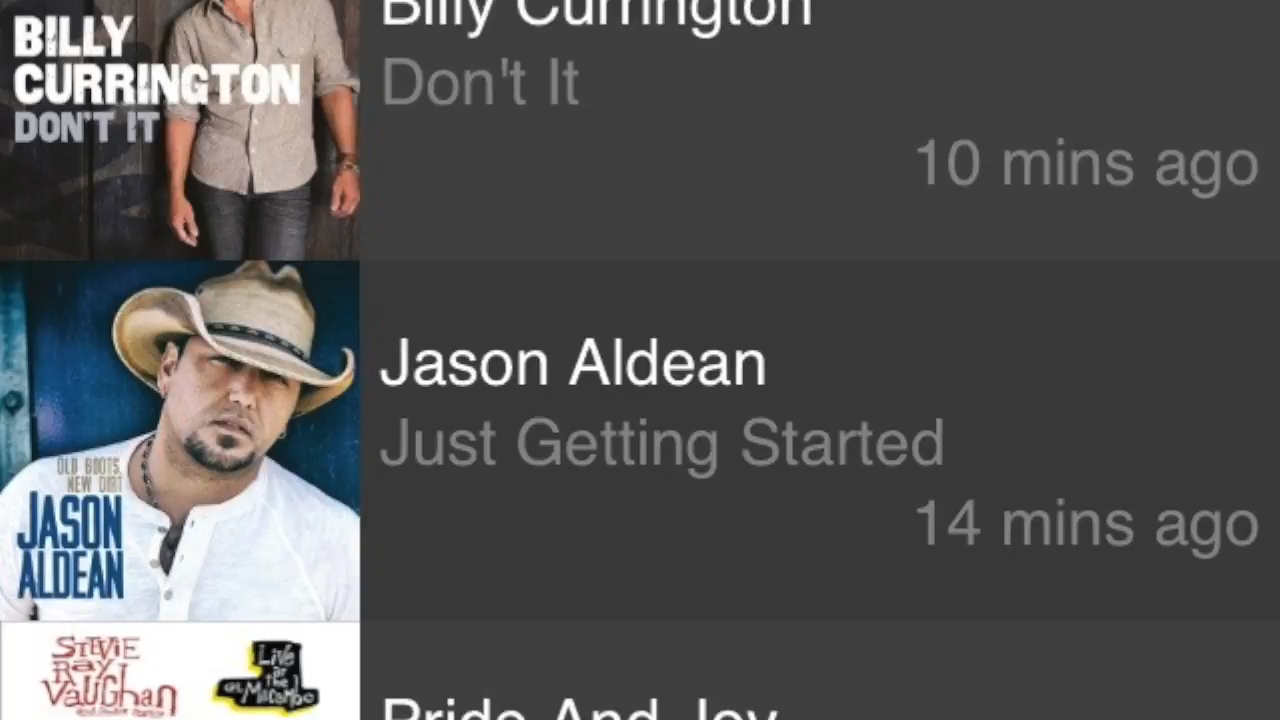 Billy Currington
BILLY
CURRINGTON
DON'T IT
Don't It
10 mins ago
Jason Aldean
Just Getting Started
14 mins ago
OLD BOOTS,
NEW DIRT
JASON
ALDEAN
STEVIE
RAY
VAUGHAN
Live
at
the
El Mocambo
Pride And Joy